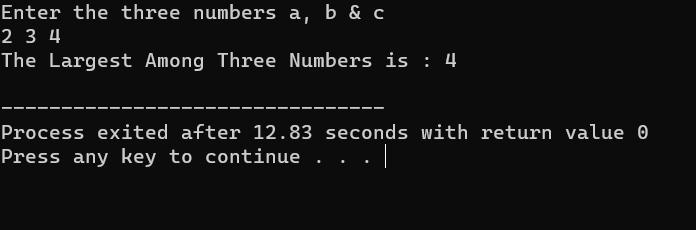 Enter the three numbers a, b & c
2 3 4
The Largest Among Three Numbers is : 4
--------------------------------
Process exited after 12.83 seconds with return value 0
Press any key to continue . . .